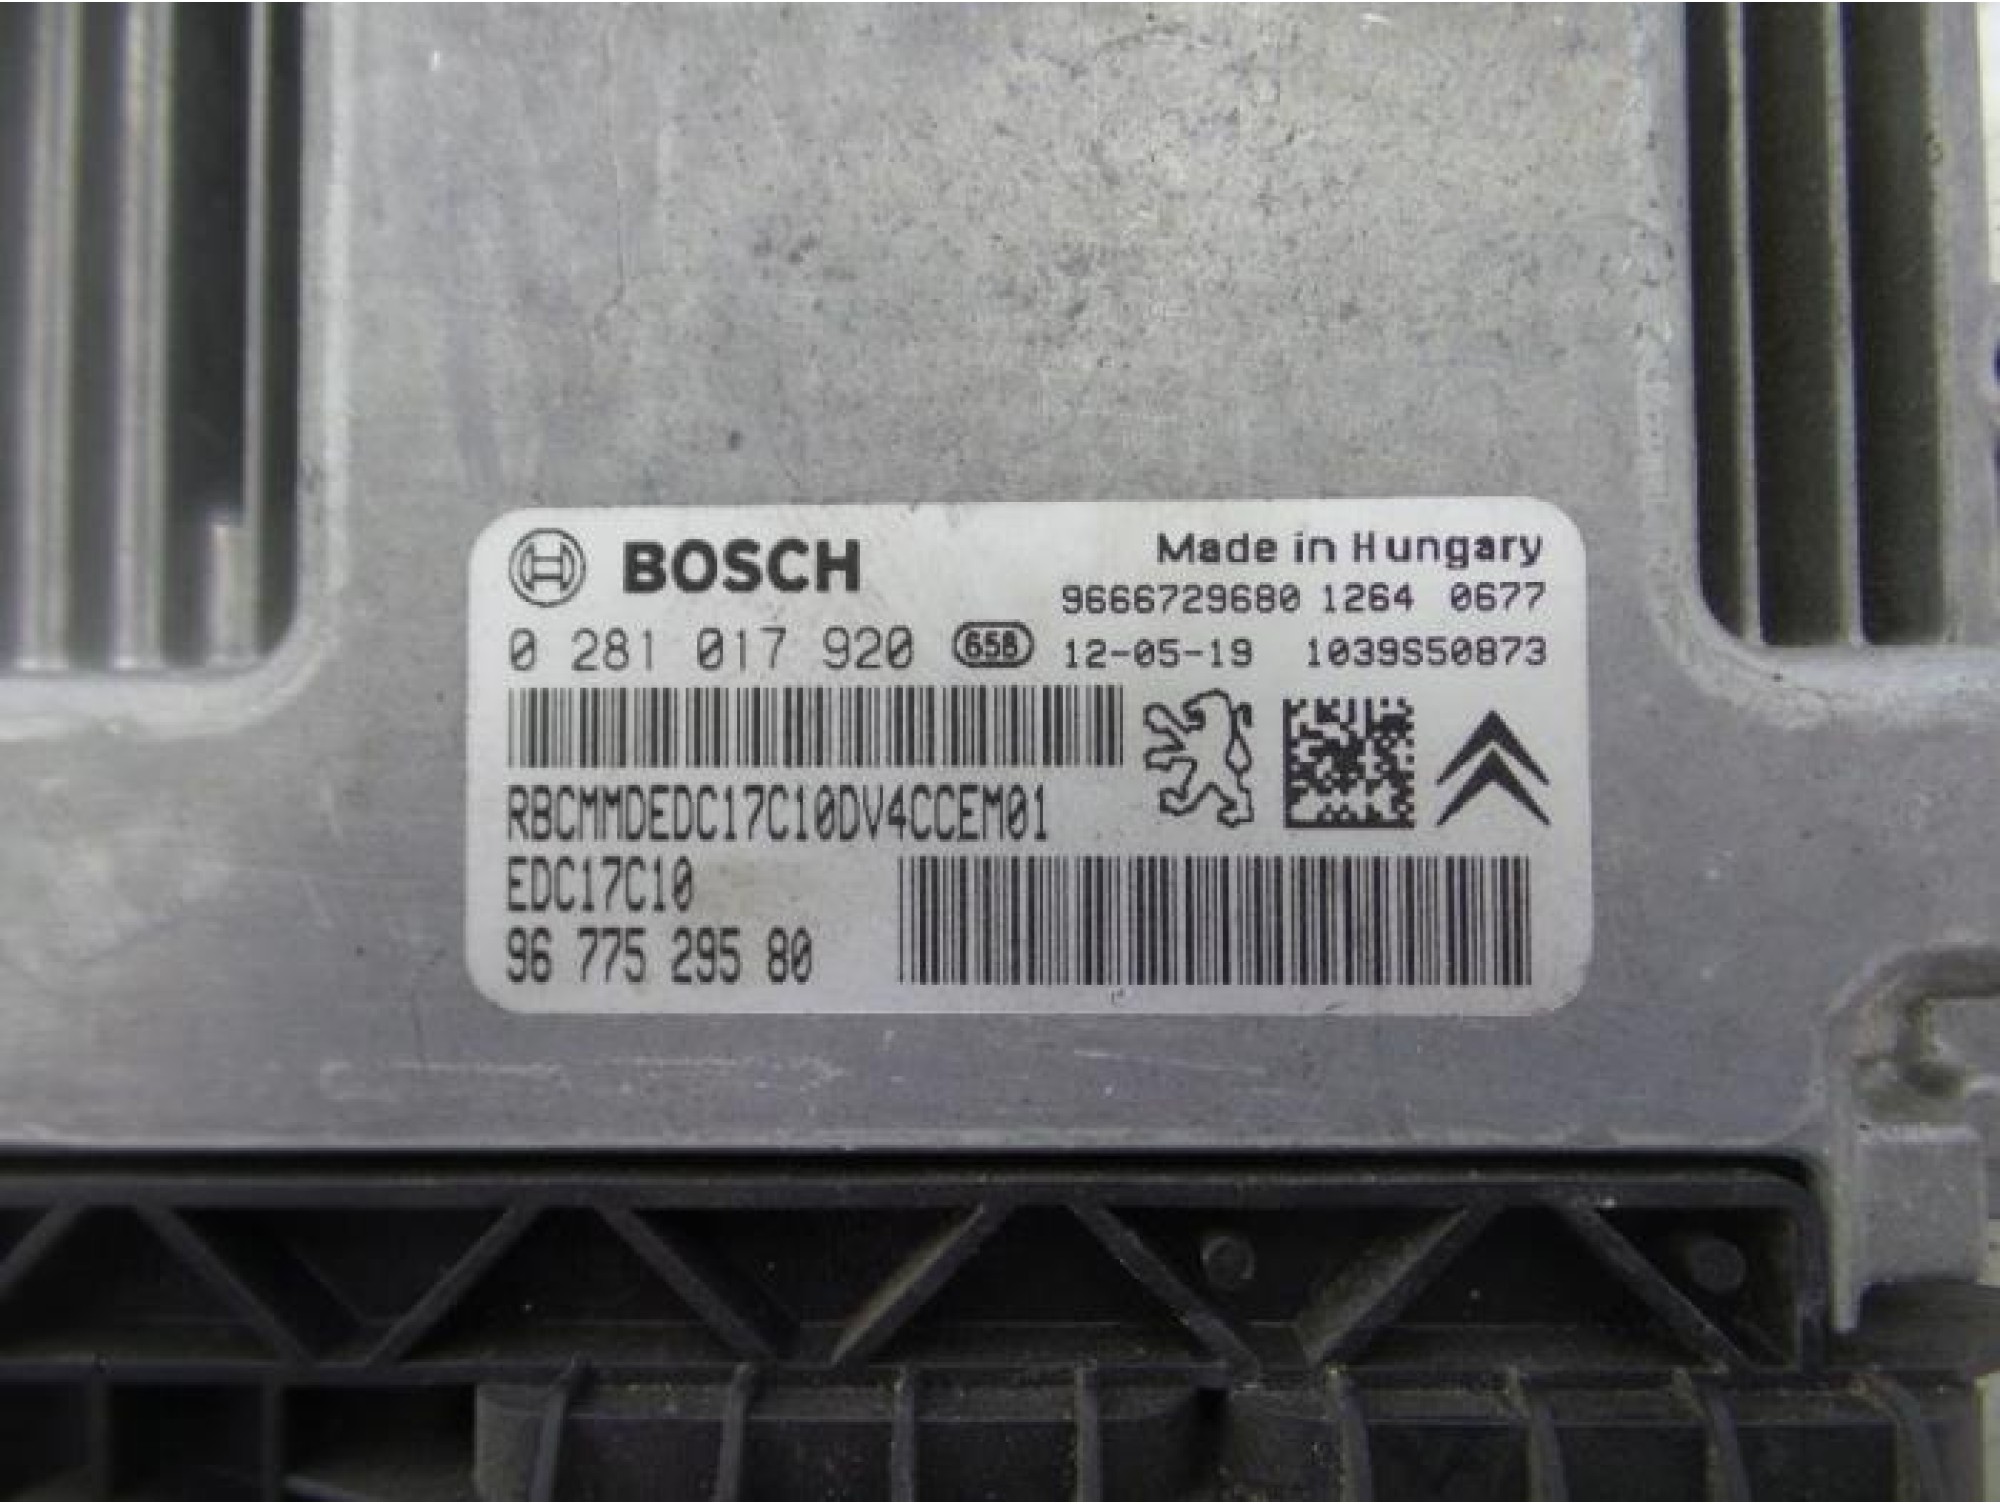 BOSCH
Made in Hungary
9666729680 1264 0677
0 281 017 920 658 12-05-19 1039S50873
RBCMMDEDC17C10DV4CCEM01
EDC17C10
96 775 295 80